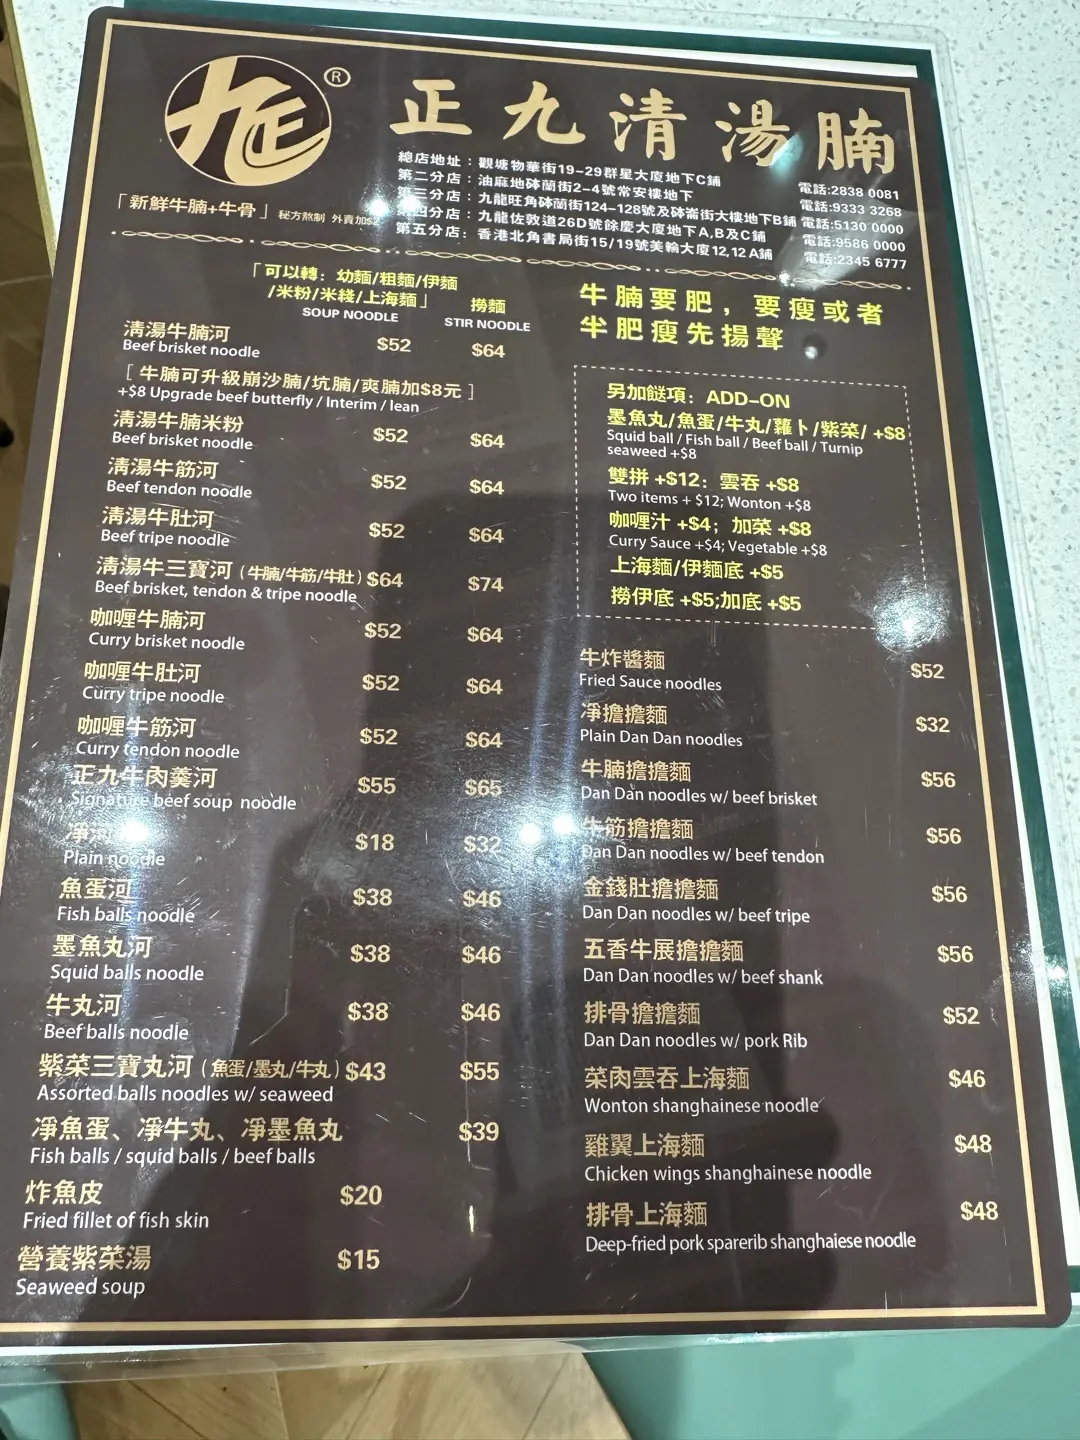 ®
正九清湯腩
總店地址：觀塘物華街19-29群星大廈地下C鋪 電話:2838 0081
第二分店：油麻地砵蘭街2-4號常安樓地下 電話:9333 3268
第三分店：九龍旺角砵蘭街124-128號及砵崙街大樓地下B鋪 電話:5130 0000
第四分店：九龍佐敦道26D號餘慶大廈地下A,B及C鋪 電話:9586 0000
第五分店：香港北角書局街15/19號美輪大廈12,12A鋪 電話:2345 6777
「新鮮牛腩+牛骨」 秘方熬制 外賣加$2
「可以轉：幼麵/粗麵/伊麵
/米粉/米綫/上海麵」 撈麵
SOUP NOODLE STIR NOODLE
清湯牛腩河 $52 $64
Beef brisket noodle
[ 牛腩可升級崩沙腩/坑腩/爽腩加$8元 ]
+$8 Upgrade beef butterfly / Interim / lean
清湯牛腩米粉 $52 $64
Beef brisket noodle
清湯牛筋河 $52 $64
Beef tendon noodle
清湯牛肚河 $52 $64
Beef tripe noodle
清湯牛三寶河（牛腩/牛筋/牛肚）$64 $74
Beef brisket, tendon & tripe noodle
咖喱牛腩河 $52 $64
Curry brisket noodle
咖喱牛肚河 $52 $64
Curry tripe noodle
咖喱牛筋河 $52 $64
Curry tendon noodle
正九牛肉羹河 $55 $65
Signature beef soup noodle
淨 $18 $32
Plain noodle
魚蛋河 $38 $46
Fish balls noodle
墨魚丸河 $38 $46
Squid balls noodle
牛丸河 $38 $46
Beef balls noodle
紫菜三寶丸河（魚蛋/墨丸/牛丸）$43 $55
Assorted balls noodles w/ seaweed
淨魚蛋、淨牛丸、淨墨魚丸 $39
Fish balls / squid balls / beef balls
炸魚皮 $20
Fried fillet of fish skin
營養紫菜湯 $15
Seaweed soup
牛腩要肥，要瘦或者
半肥瘦先揚聲
另加餸項：ADD-ON
墨魚丸/魚蛋/牛丸/蘿卜/紫菜/ +$8
Squid ball / Fish ball / Beef ball / Turnip
seaweed +$8
雙拼 +$12：雲吞 +$8
Two items + $12; Wonton +$8
咖喱汁 +$4；加菜 +$8
Curry Sauce +$4; Vegetable +$8
上海麵/伊麵底 +$5
撈伊底 +$5;加底 +$5
牛炸醬麵 $52
Fried Sauce noodles
淨擔擔麵 $32
Plain Dan Dan noodles
牛腩擔擔麵 $56
Dan Dan noodles w/ beef brisket
牛筋擔擔麵 $56
Dan Dan noodles w/ beef tendon
金錢肚擔擔麵 $56
Dan Dan noodles w/ beef tripe
五香牛展擔擔麵 $56
Dan Dan noodles w/ beef shank
排骨擔擔麵 $52
Dan Dan noodles w/ pork Rib
菜肉雲吞上海麵 $46
Wonton shanghainese noodle
雞翼上海麵 $48
Chicken wings shanghainese noodle
排骨上海麵 $48
Deep-fried pork sparerib shanghaiese noodle